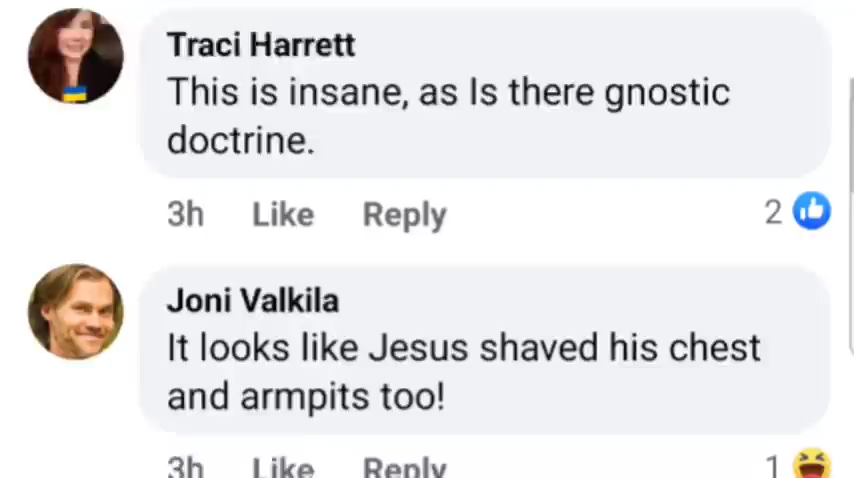 Traci Harrett
This is insane, as Is there gnostic
doctrine.
3h Like Reply 2
Joni Valkila
It looks like Jesus shaved his chest
and armpits too!
3h Like Reply 1